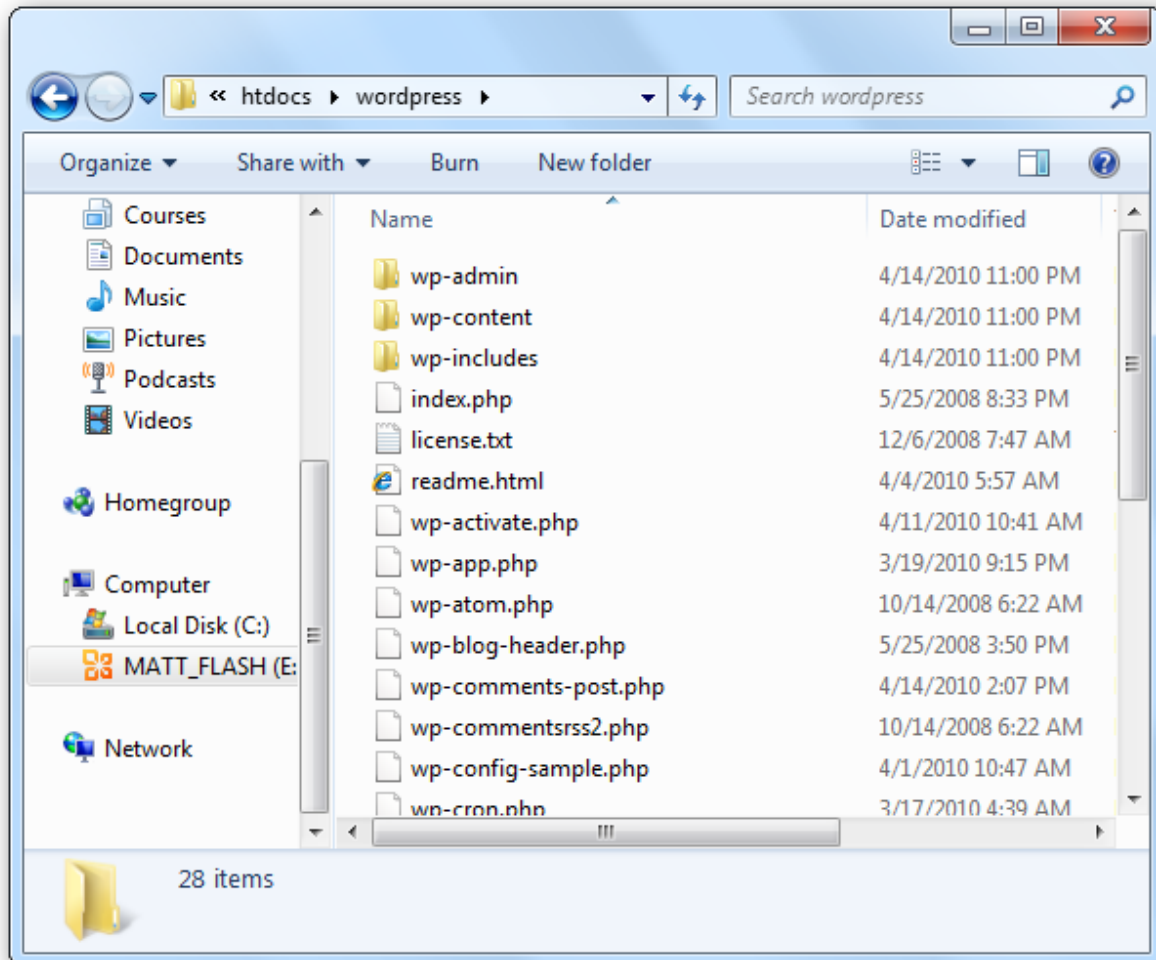 « htdocs wordpress
Search wordpress
Organize Share with Burn New folder
Courses
Documents
Music
Pictures
Podcasts
Videos
Homegroup
Computer
Local Disk (C:)
MATT_FLASH (E:
Network
Name Date modified
wp-admin 4/14/2010 11:00 PM
wp-content 4/14/2010 11:00 PM
wp-includes 4/14/2010 11:00 PM
index.php 5/25/2008 8:33 PM
license.txt 12/6/2008 7:47 AM
readme.html 4/4/2010 5:57 AM
wp-activate.php 4/11/2010 10:41 AM
wp-app.php 3/19/2010 9:15 PM
wp-atom.php 10/14/2008 6:22 AM
wp-blog-header.php 5/25/2008 3:50 PM
wp-comments-post.php 4/14/2010 2:07 PM
wp-commentsrss2.php 10/14/2008 6:22 AM
wp-config-sample.php 4/1/2010 10:47 AM
wp-cron.php 3/17/2010 4:39 AM
28 items